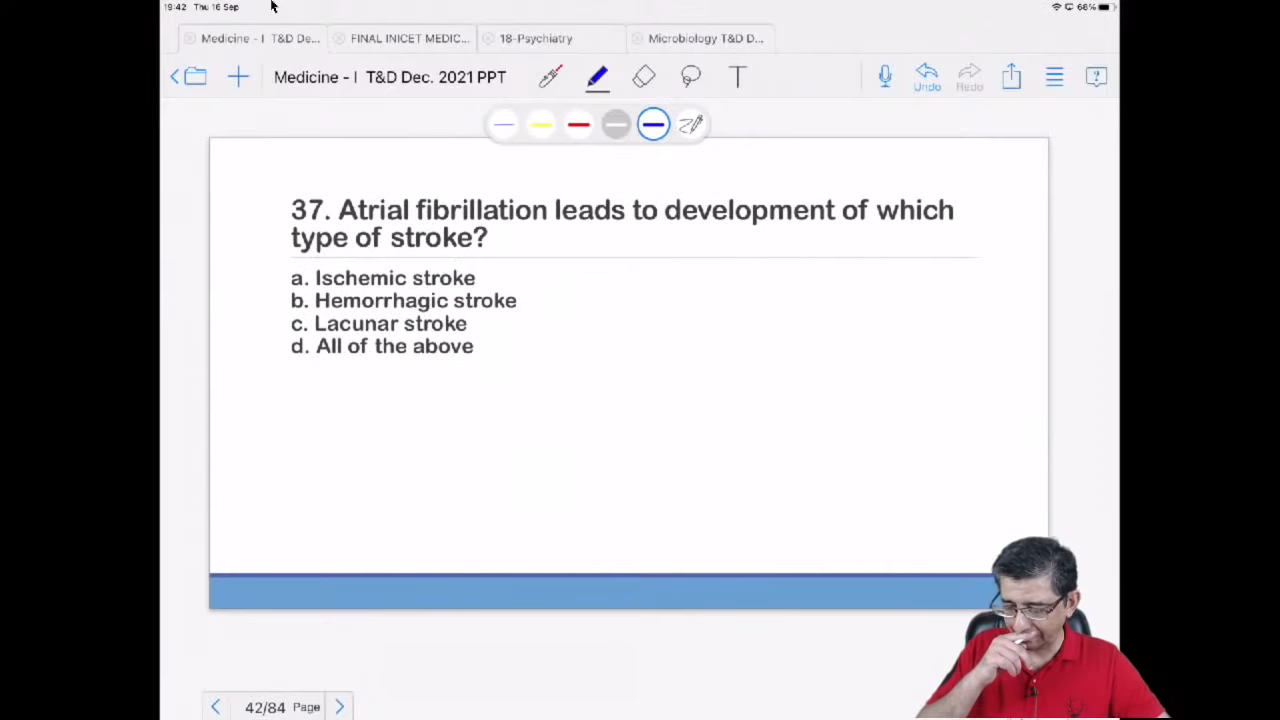 19:42 Thu 16 Sep
68%
Medicine - I T&D De...
FINAL INICET MEDIC...
18-Psychiatry
Microbiology T&D D...
Medicine - I T&D Dec. 2021 PPT
T
Undo
Redo
?
37. Atrial fibrillation leads to development of which
type of stroke?
a. Ischemic stroke
b. Hemorrhagic stroke
c. Lacunar stroke
d. All of the above
42/84 Page